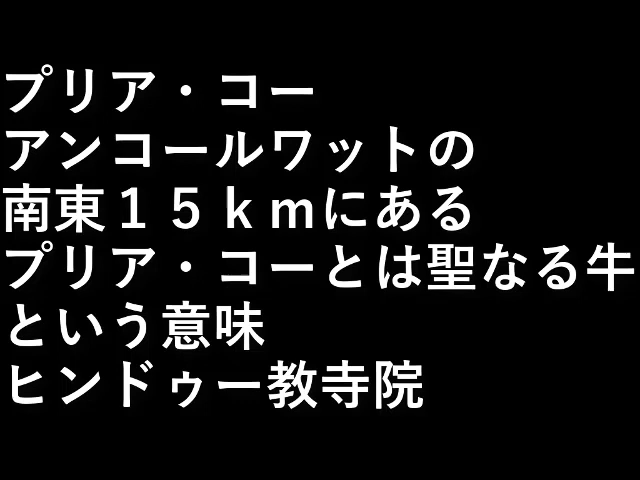 プリア・コー
アンコールワットの
南東１５ｋｍにある
プリア・コーとは聖なる牛
という意味
ヒンドゥー教寺院